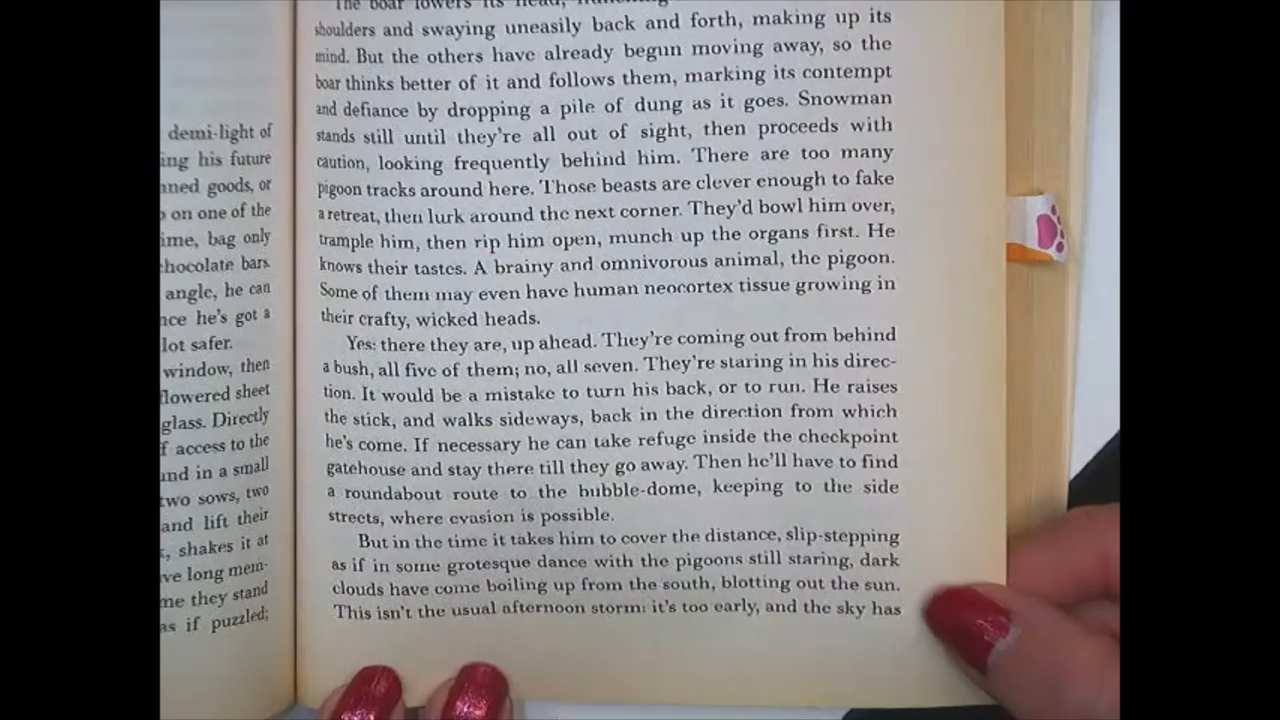 demi-light of
ing his future
nned goods, or
on one of the
ime, bag only
hocolate bars.
angle, he can
nce he's got a
lot safer.
window, then
flowered sheet
glass. Directly
f access to the
und in a small
two sows, two
and lift their
shakes it at
ve long mem-
me they stand
as if puzzled;
The boar lowers its head,
shoulders and swaying uneasily back and forth, making up its
mind. But the others have already begun moving away, so the
boar thinks better of it and follows them, marking its contempt
and defiance by dropping a pile of dung as it goes. Snowman
stands still until they're all out of sight, then proceeds with
caution, looking frequently behind him. There are too many
pigoon tracks around here. Those beasts are clever enough to fake
a retreat, then lurk around the next corner. They'd bowl him over,
trample him, then rip him open, munch up the organs first. He
knows their tastes. A brainy and omnivorous animal, the pigoon.
Some of them may even have human neocortex tissue growing in
their crafty, wicked heads.
Yes: there they are, up ahead. They're coming out from behind
a bush, all five of them; no, all seven. They're staring in his direc-
tion. It would be a mistake to turn his back, or to run. He raises
the stick, and walks sideways, back in the direction from which
he's come. If necessary he can take refuge inside the checkpoint
gatehouse and stay there till they go away. Then he'll have to find
a roundabout route to the bubble-dome, keeping to the side
streets, where evasion is possible.
But in the time it takes him to cover the distance, slip-stepping
as if in some grotesque dance with the pigoons still staring, dark
clouds have come boiling up from the south, blotting out the sun.
This isn't the usual afternoon storm: it's too early, and the sky has